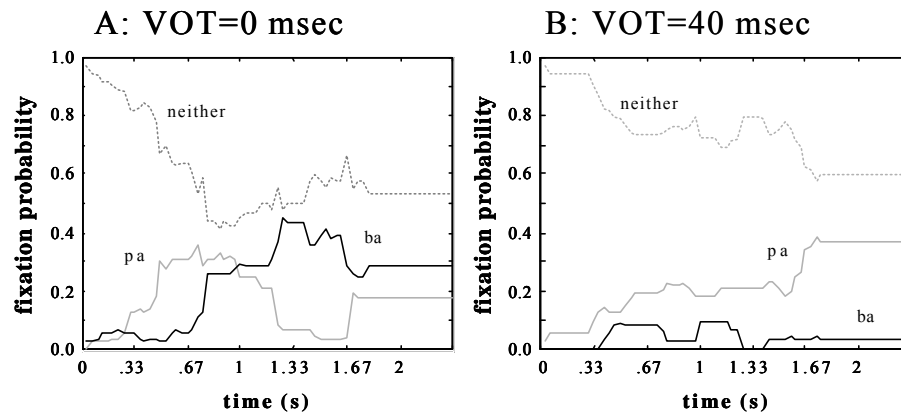 A: VOT=0 msec
1.0
0.8
0.6
0.4
0.2
0.0
fixation probability
neither
pa
ba
0 .33 .67 1 1.33 1.67 2
time (s)
B: VOT=40 msec
1.0
0.8
0.6
0.4
0.2
0.0
fixation probability
neither
pa
ba
0 .33 .67 1 1.33 1.67 2
time (s)